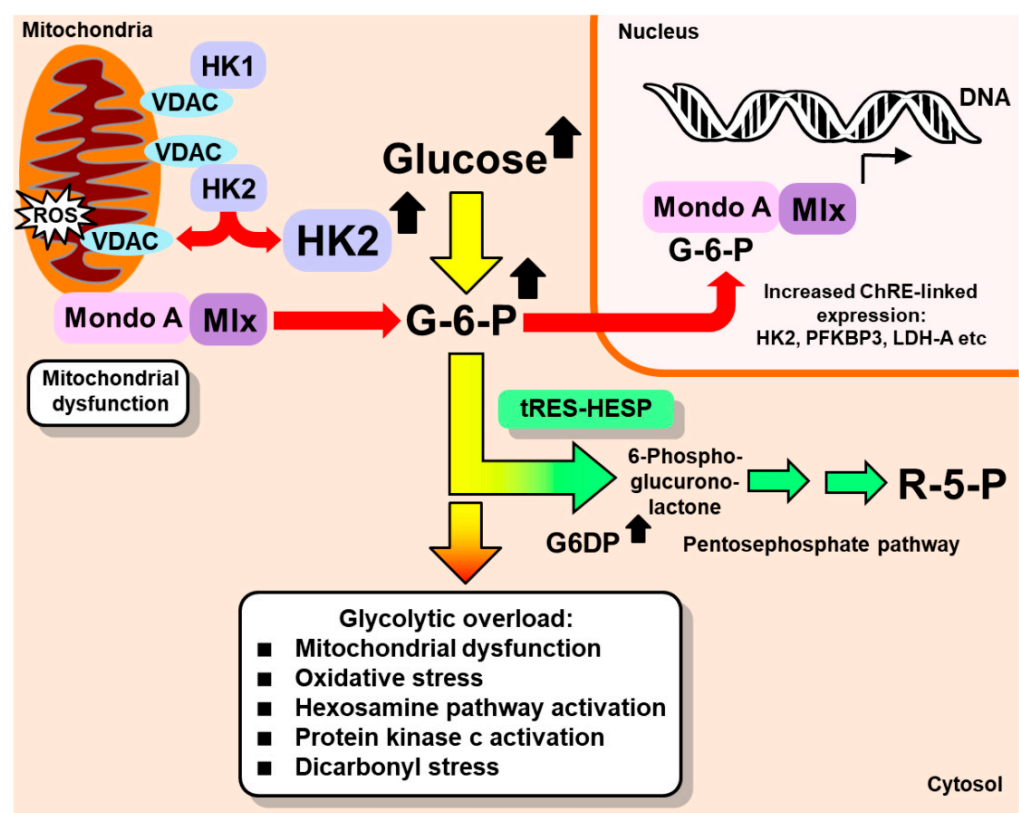 Mitochondria
Nucleus
HK1
VDAC
DNA
VDAC
Glucose
HK2
Mondo A
Mlx
ROS
VDAC
HK2
G-6-P
Mondo A
Mlx
G-6-P
Increased ChRE-linked
expression:
HK2, PFKBP3, LDH-A etc
Mitochondrial
dysfunction
tRES-HESP
6-Phospho-
glucurono-
lactone
R-5-P
G6DP
Pentosephosphate pathway
Glycolytic overload:
■ Mitochondrial dysfunction
■ Oxidative stress
■ Hexosamine pathway activation
■ Protein kinase c activation
■ Dicarbonyl stress
Cytosol